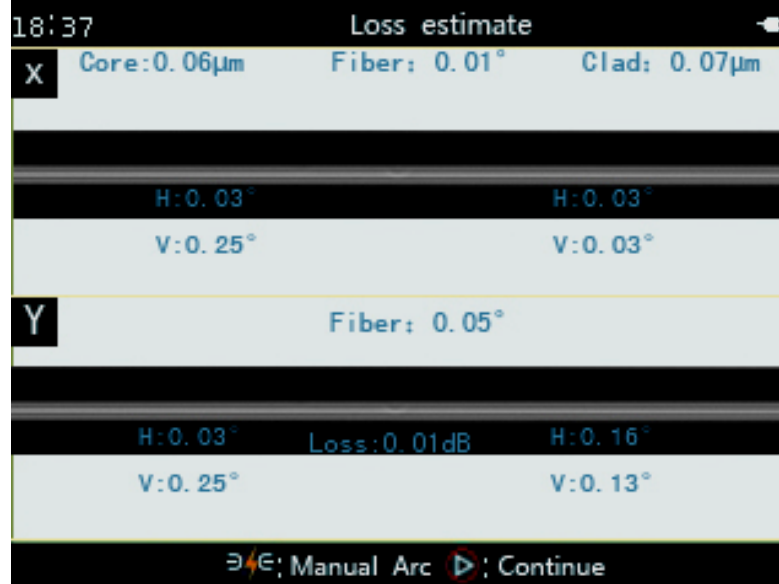 18:37 Loss estimate
X Core:0.06μm Fiber: 0.01° Clad: 0.07μm
H:0.03° H:0.03°
V:0.25° V:0.03°
Y Fiber: 0.05°
H:0.03° Loss:0.01dB H:0.16°
V:0.25° V:0.13°
: Manual Arc : Continue